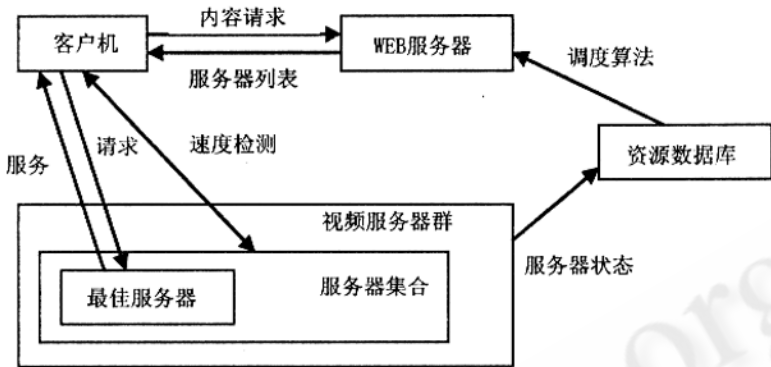 内容请求
客户机
WEB服务器
服务器列表
调度算法
请求
速度检测
资源数据库
服务
视频服务器群
服务器状态
服务器集合
最佳服务器
org